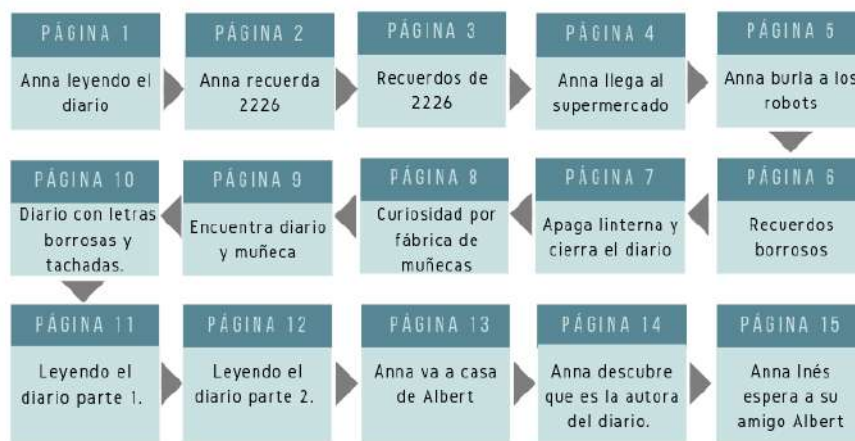 PÁGINA 1
Anna leyendo el
diario
PÁGINA 2
Anna recuerda
2226
PÁGINA 3
Recuerdos de
2226
PÁGINA 4
Anna llega al
supermercado
PÁGINA 5
Anna burla a los
robots
PÁGINA 6
Recuerdos
borrosos
PÁGINA 7
Apaga linterna y
cierra el diario
PÁGINA 8
Curiosidad por
fábrica de
muñecas
PÁGINA 9
Encuentra diario
y muñeca
PÁGINA 10
Diario con letras
borrosas y
tachadas.
PÁGINA 11
Leyendo el
diario parte 1.
PÁGINA 12
Leyendo el
diario parte 2.
PÁGINA 13
Anna va a casa
de Albert
PÁGINA 14
Anna descubre
que es la autora
del diario.
PÁGINA 15
Anna Inés
espera a su
amigo Albert